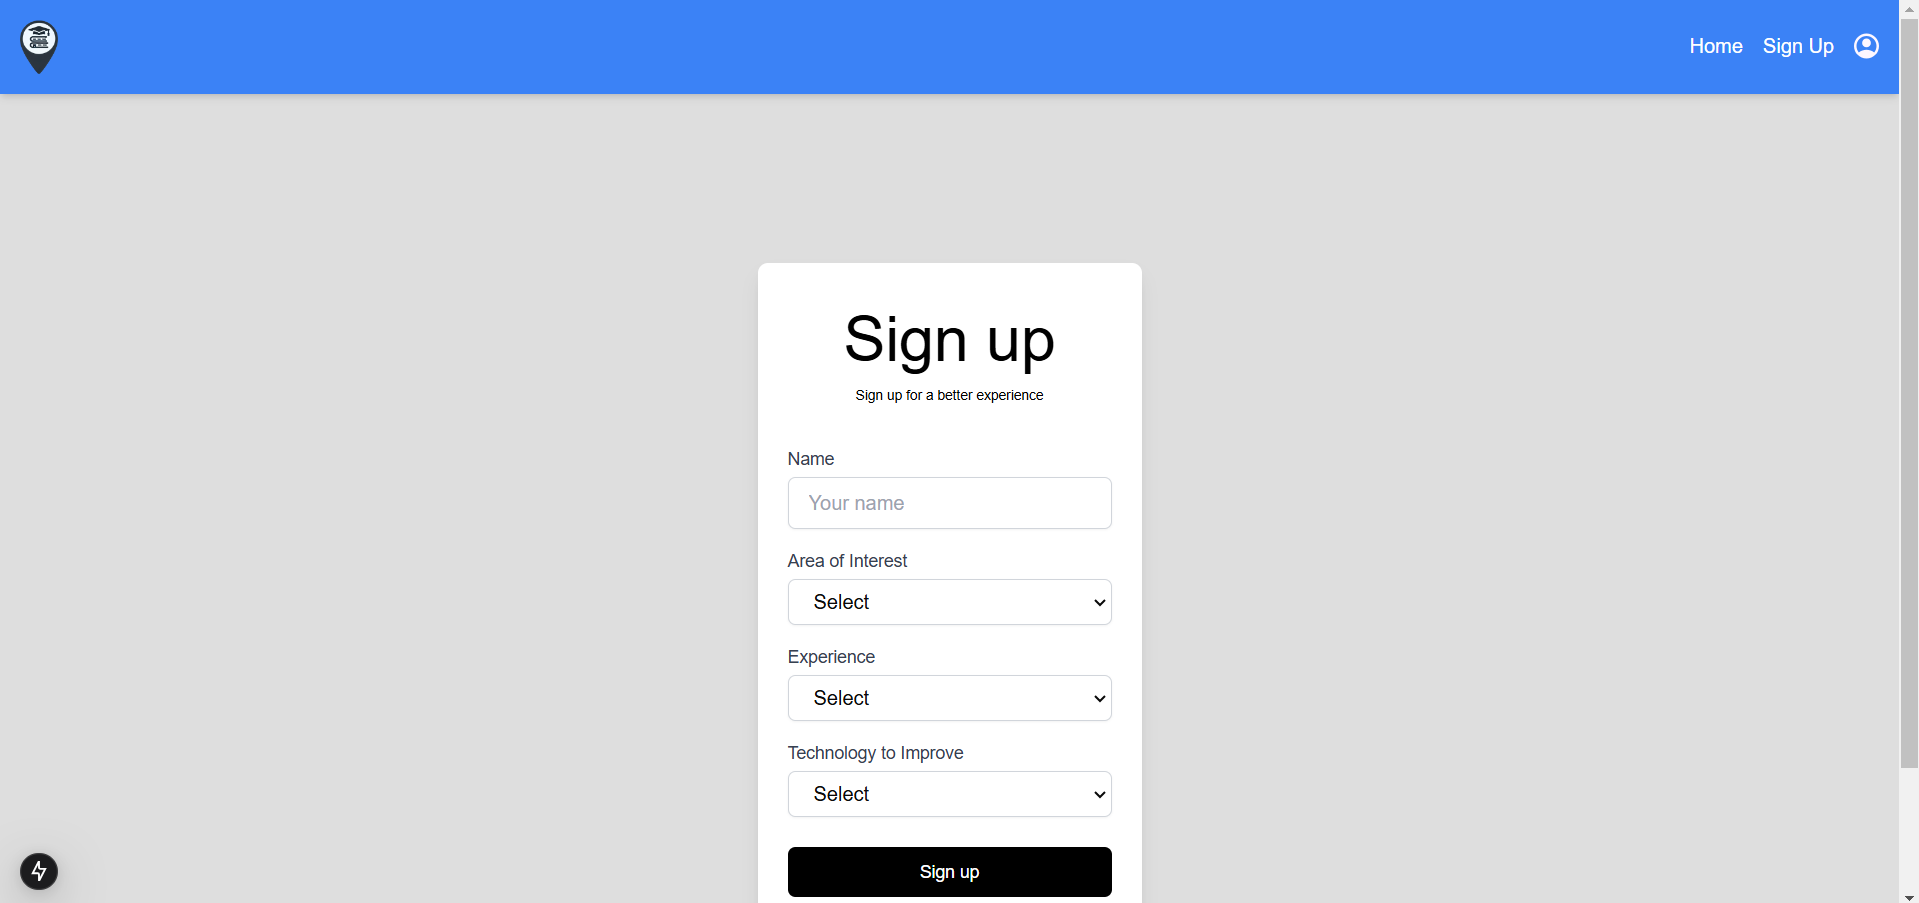 Home Sign Up
Sign up
Sign up for a better experience
Name
Your name
Area of Interest
Select
Experience
Select
Technology to Improve
Select
Sign up